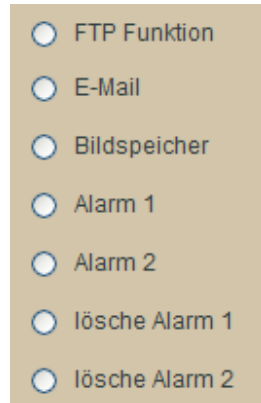 FTP Funktion
E-Mail
Bildspeicher
Alarm 1
Alarm 2
lösche Alarm 1
lösche Alarm 2